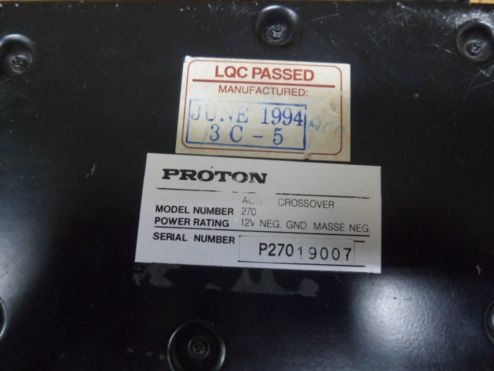 LQC PASSED
MANUFACTURED:
JUNE 1994
3 C - 5
PROTON
CROSSOVER
MODEL NUMBER 270
POWER RATING 12V NEG. GND. MASSE NEG
SERIAL NUMBER P27019007